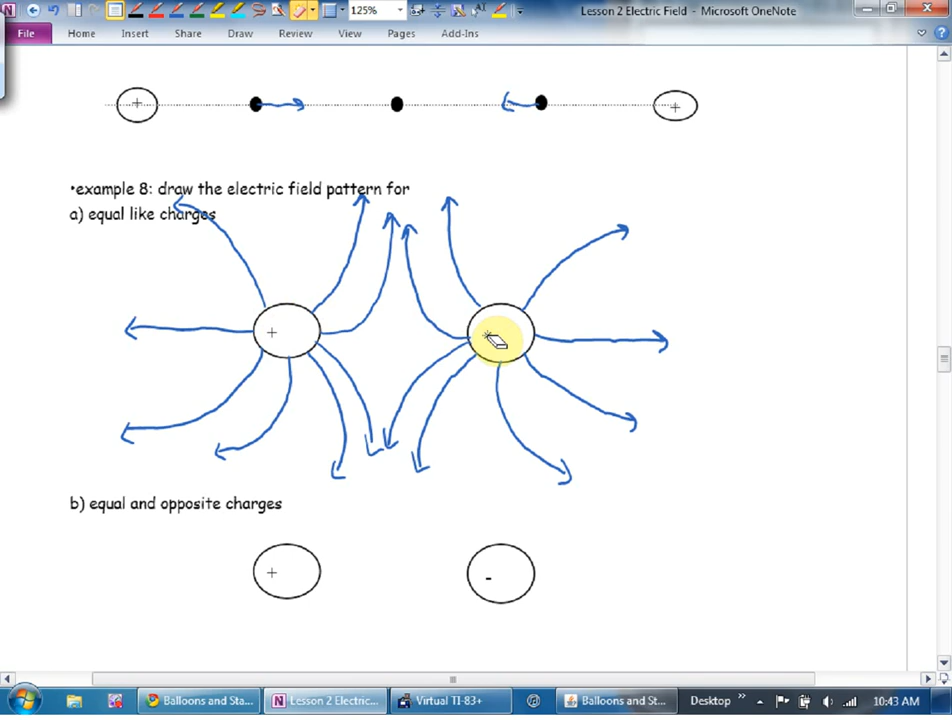 125%
Lesson 2 Electric Field - Microsoft OneNote
File Home Insert Share Draw Review View Pages Add-Ins
+ +
•example 8: draw the electric field pattern for
a) equal like charges
+
b) equal and opposite charges
+ -
Balloons and Sta... Lesson 2 Electric... Virtual TI-83+ Balloons and St... Desktop » 10:43 AM